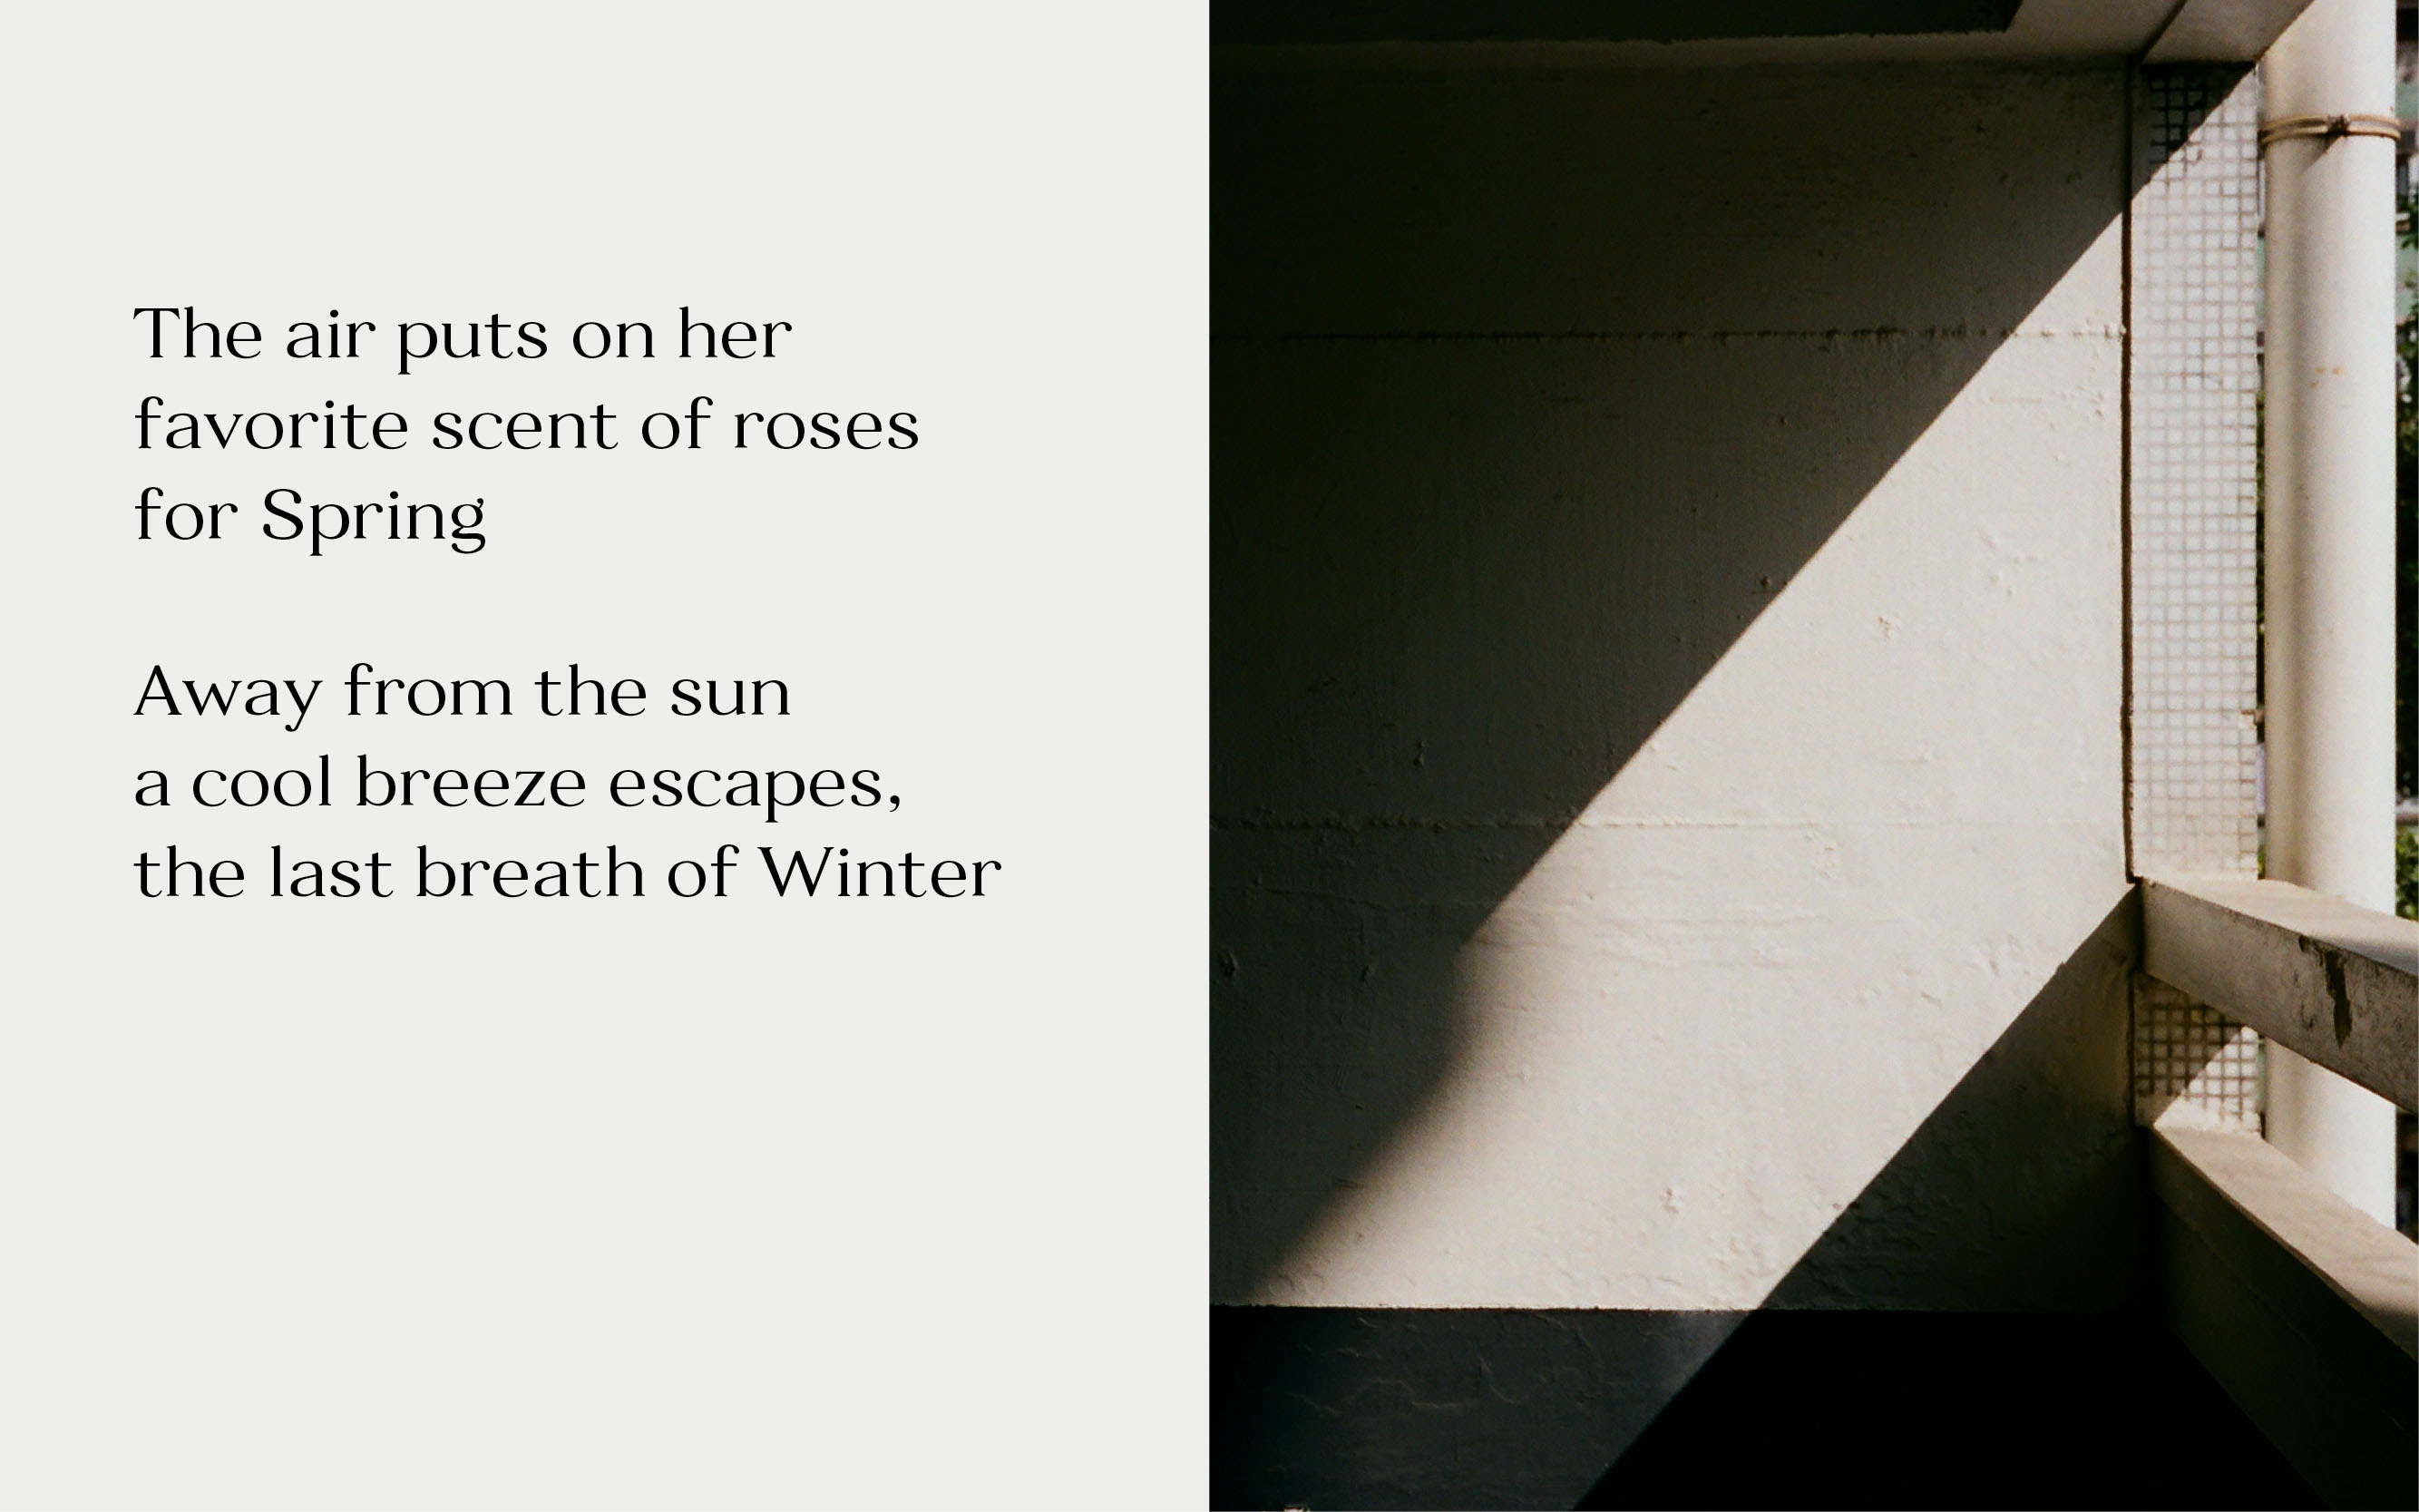 The air puts on her
favorite scent of roses
for Spring
Away from the sun
a cool breeze escapes,
the last breath of Winter